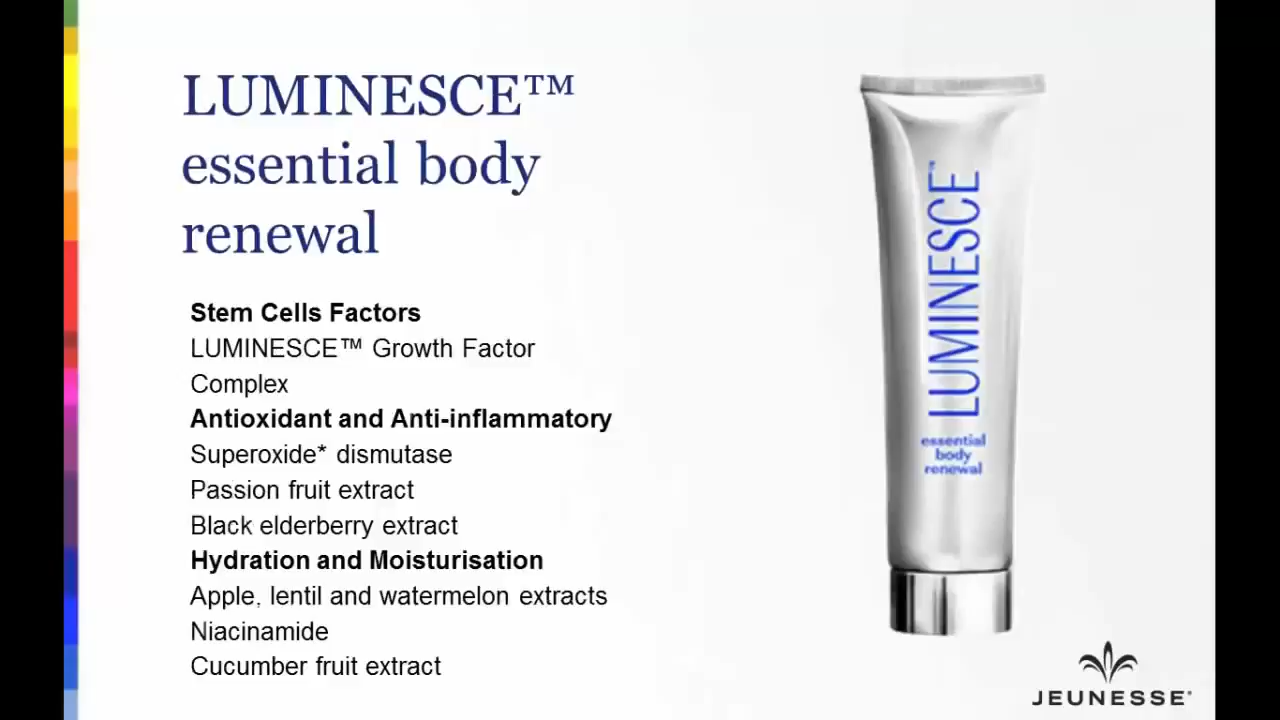 LUMINESCE™
essential body
renewal
Stem Cells Factors
LUMINESCE™ Growth Factor
Complex
Antioxidant and Anti-inflammatory
Superoxide* dismutase
Passion fruit extract
Black elderberry extract
Hydration and Moisturisation
Apple, lentil and watermelon extracts
Niacinamide
Cucumber fruit extract
LUMINESCE™
essential
body
renewal
JEUNESSE®